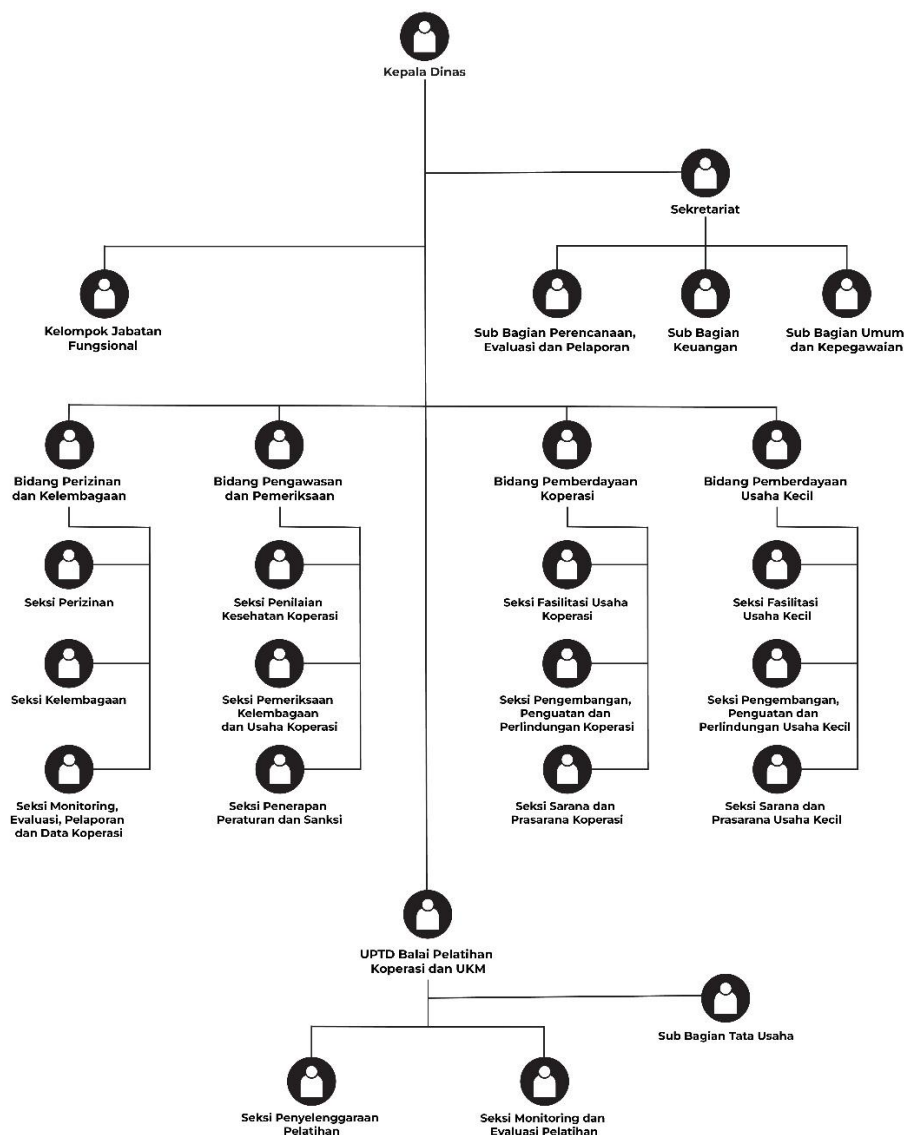 Kepala Dinas
Sekretariat
Kelompok Jabatan
Fungsional
Sub Bagian Perencanaan,
Evaluasi dan Pelaporan
Sub Bagian
Keuangan
Sub Bagian Umum
dan Kepegawaian
Bidang Perizinan
dan Kelembagaan
Bidang Pengawasan
dan Pemeriksaan
Bidang Pemberdayaan
Koperasi
Bidang Pemberdayaan
Usaha Kecil
Seksi Perizinan
Seksi Penilaian
Kesehatan Koperasi
Seksi Fasilitasi Usaha
Koperasi
Seksi Fasilitasi
Usaha Kecil
Seksi Kelembagaan
Seksi Pemeriksaan
Kelembagaan
dan Usaha Koperasi
Seksi Pengembangan,
Penguatan dan
Perlindungan Koperasi
Seksi Pengembangan,
Penguatan dan
Perlindungan Usaha Kecil
Seksi Monitoring,
Evaluasi, Pelaporan
dan Data Koperasi
Seksi Penerapan
Peraturan dan Sanksi
Seksi Sarana dan
Prasarana Koperasi
Seksi Sarana dan
Prasarana Usaha Kecil
UPTD Balai Pelatihan
Koperasi dan UKM
Sub Bagian Tata Usaha
Seksi Penyelenggaraan
Pelatihan
Seksi Monitoring dan
Evaluasi Pelatihan